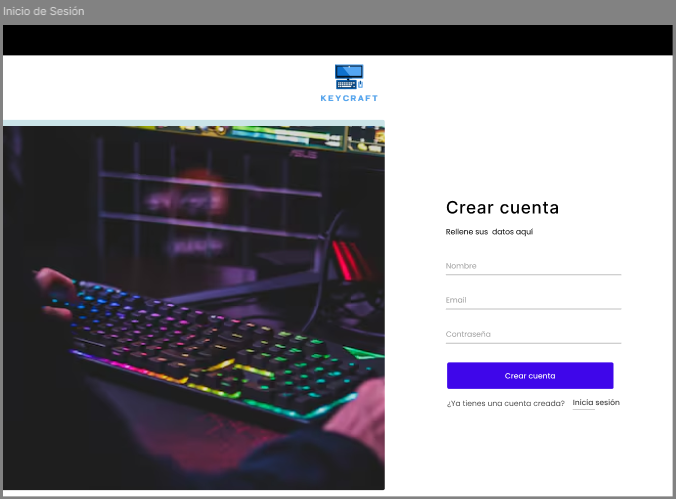 Inicio de Sesión
KEYCRAFT
ASUS
Crear cuenta
Rellene sus datos aquí
Nombre
Email
Contraseña
Crear cuenta
¿Ya tienes una cuenta creada? Inicia sesión